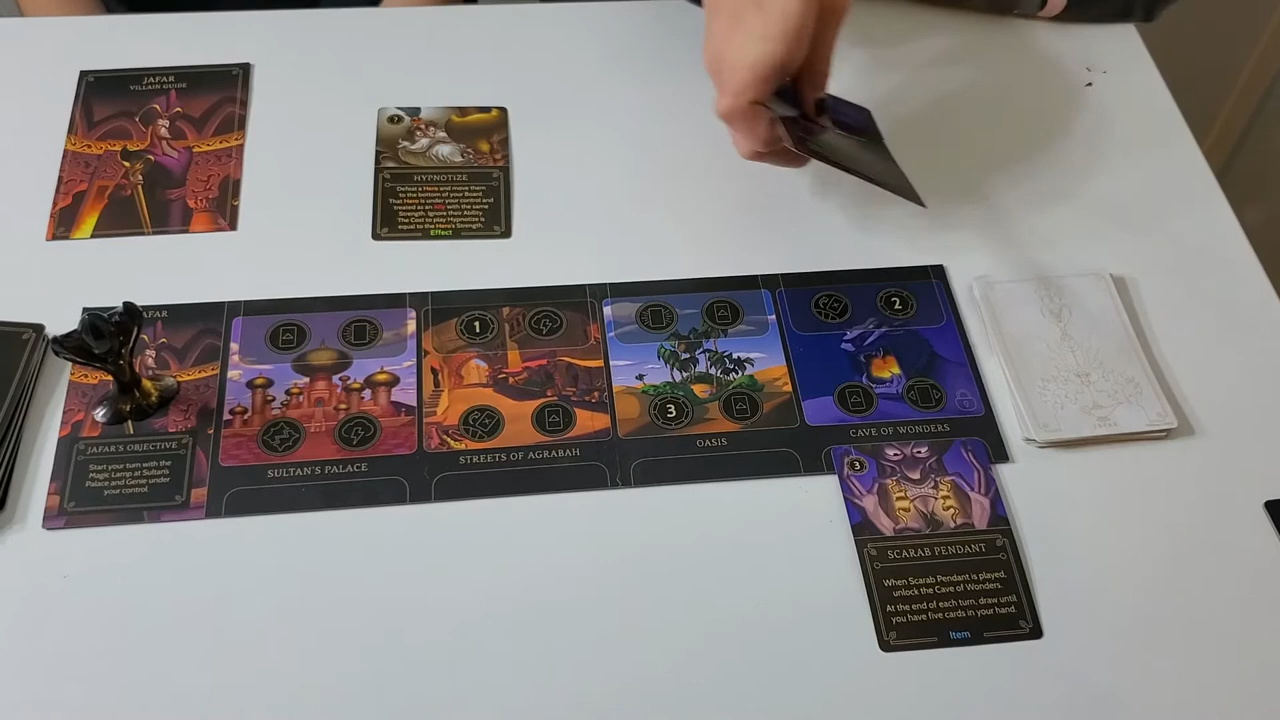 JAFAR
VILLAIN GUIDE
?
HYPNOTIZE
Defeat a Hero and move them
to the bottom of your Board.
That Hero is under your control and
treated as an Ally with the same
Strength. Ignore their Ability.
The Cost to play Hypnotize is
equal to the Hero's Strength.
Effect
AFAR
JAFAR'S OBJECTIVE
Start your turn with the
Magic Lamp at Sultan's
Palace and Genie under
your control.
SULTAN'S PALACE
1
STREETS OF AGRABAH
3
OASIS
2
CAVE OF WONDERS
3
SCARAB PENDANT
When Scarab Pendant is played,
unlock the Cave of Wonders.
At the end of each turn, draw until
you have five cards in your hand.
Item
JAFAR